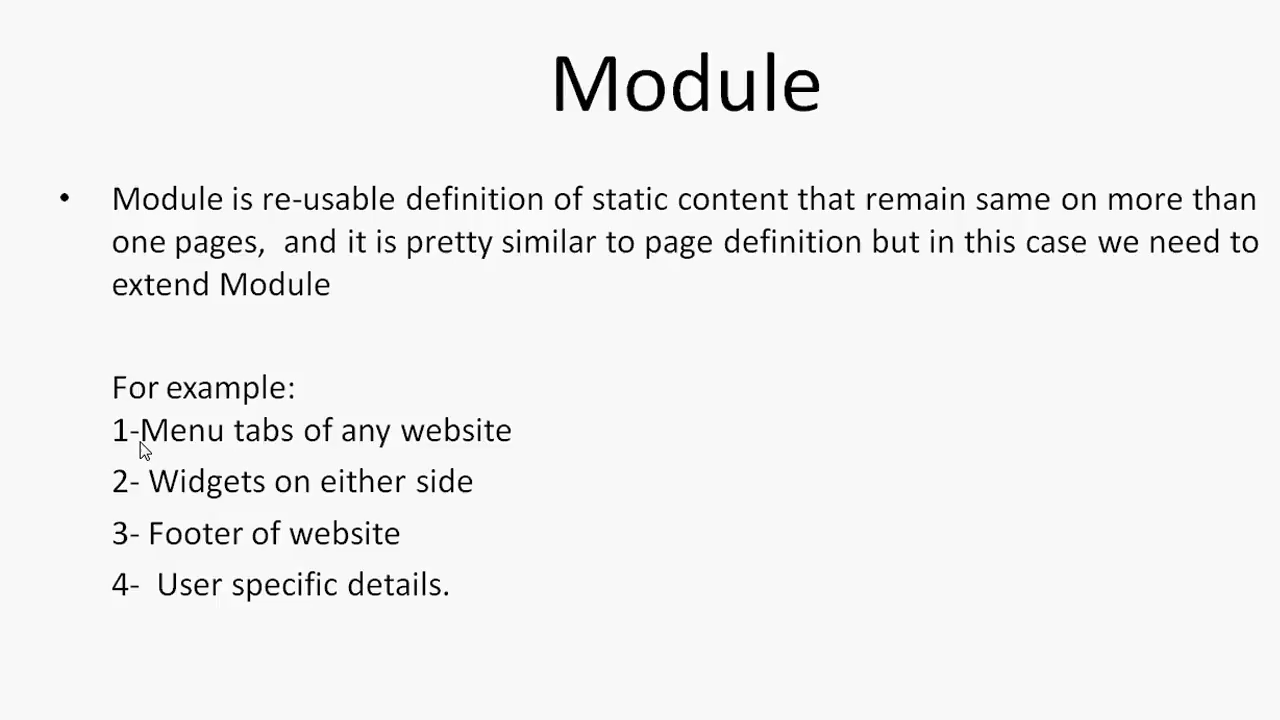 Module
• Module is re-usable definition of static content that remain same on more than
one pages,  and it is pretty similar to page definition but in this case we need to
extend Module
For example:
1-Menu tabs of any website
2- Widgets on either side
3- Footer of website
4-  User specific details.